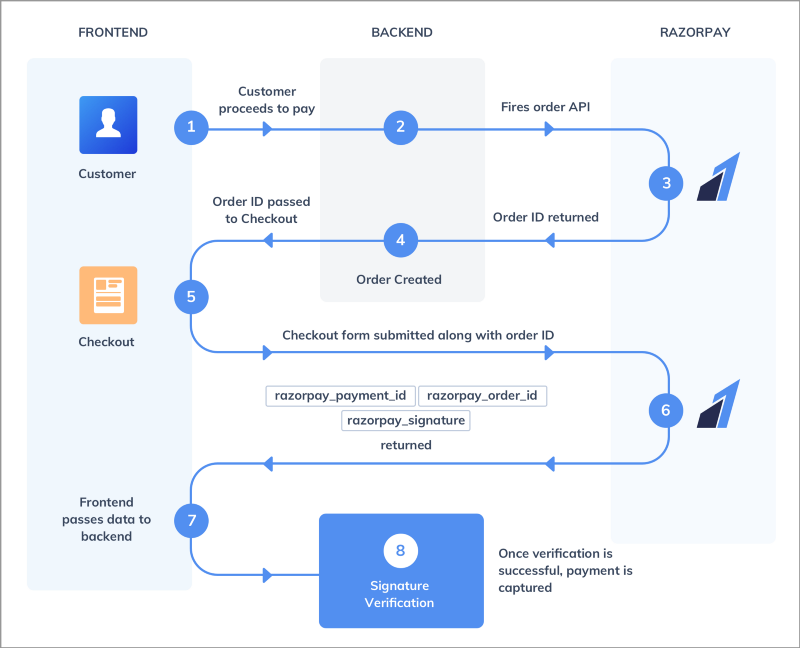 FRONTEND
BACKEND
RAZORPAY
Customer
proceeds to pay
Fires order API
1
2
3
Customer
Order ID passed
to Checkout
Order ID returned
4
Order Created
5
Checkout
Checkout form submitted along with order ID
razorpay_payment_id
razorpay_order_id
razorpay_signature
returned
6
Frontend
passes data to
backend
7
8
Signature
Verification
Once verification is
successful, payment is
captured